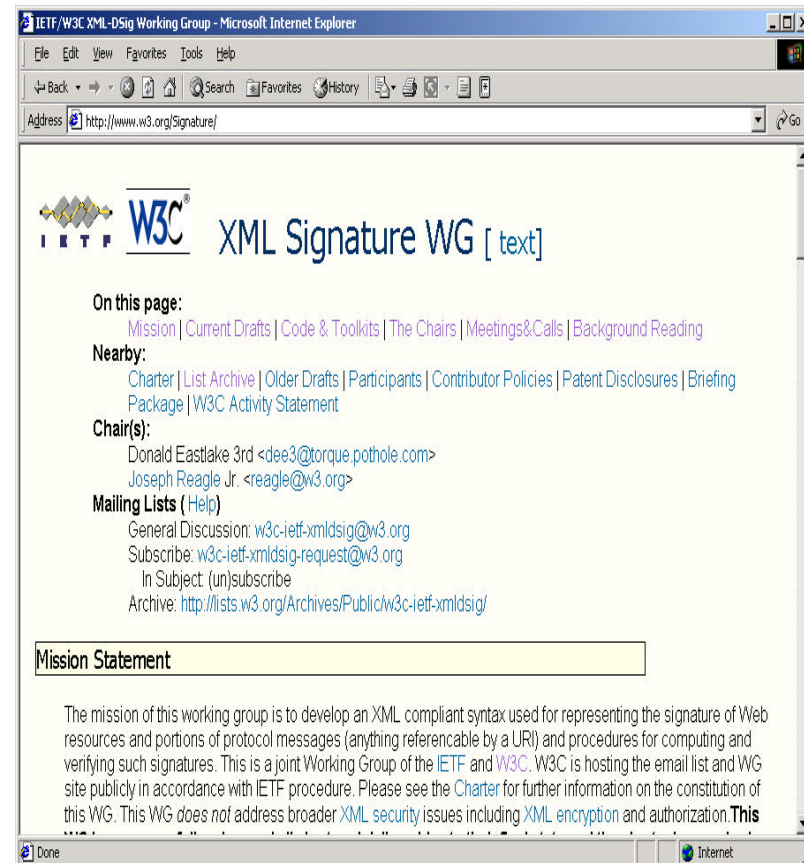 IETF/W3C XML-DSig Working Group - Microsoft Internet Explorer
File Edit View Favorites Tools Help
Back Search Favorites History
Address http://www.w3.org/Signature/ Go
I E T F W3C® XML Signature WG [ text]
On this page:
Mission | Current Drafts | Code & Toolkits | The Chairs | Meetings&Calls | Background Reading
Nearby:
Charter | List Archive | Older Drafts | Participants | Contributor Policies | Patent Disclosures | Briefing
Package | W3C Activity Statement
Chair(s):
Donald Eastlake 3rd <dee3@torque.pothole.com>
Joseph Reagle Jr. <reagle@w3.org>
Mailing Lists ( Help)
General Discussion: w3c-ietf-xmldsig@w3.org
Subscribe: w3c-ietf-xmldsig-request@w3.org
In Subject: (un)subscribe
Archive: http://lists.w3.org/Archives/Public/w3c-ietf-xmldsig/
Mission Statement
The mission of this working group is to develop an XML compliant syntax used for representing the signature of Web
resources and portions of protocol messages (anything referencable by a URI) and procedures for computing and
verifying such signatures. This is a joint Working Group of the IETF and W3C. W3C is hosting the email list and WG
site publicly in accordance with IETF procedure. Please see the Charter for further information on the constitution of
this WG. This WG does not address broader XML security issues including XML encryption and authorization.This
Done Internet